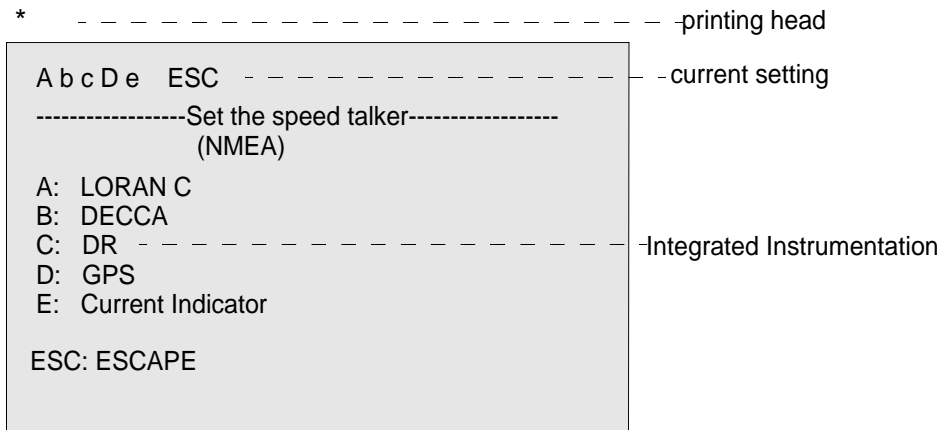 * printing head
A b c D e ESC current setting
------------------Set the speed talker------------------
(NMEA)
A: LORAN C
B: DECCA
C: DR Integrated Instrumentation
D: GPS
E: Current Indicator
ESC: ESCAPE